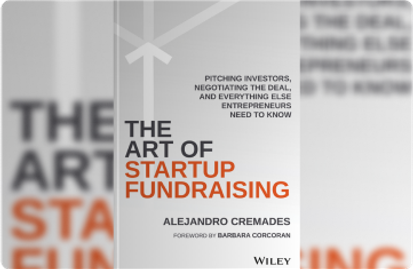 PITCHING INVESTORS,
NEGOTIATING THE DEAL,
AND EVERYTHING ELSE
ENTREPRENEURS
NEED TO KNOW
THE
ART OF
STARTUP
FUNDRAISING
ALEJANDRO CREMADES
FOREWORD BY BARBARA CORCORAN
WILEY